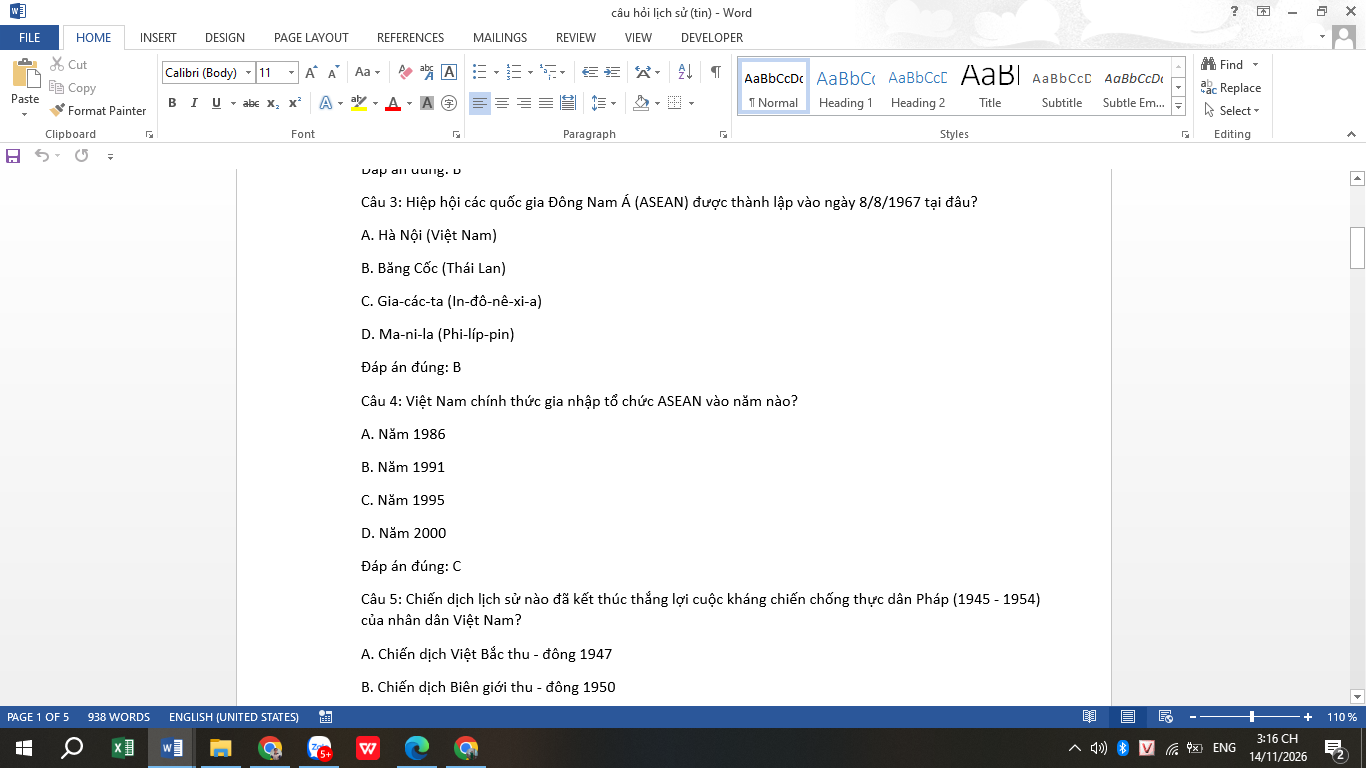 câu hỏi lịch sử (tin) - Word
FILE HOME INSERT DESIGN PAGE LAYOUT REFERENCES MAILINGS REVIEW VIEW DEVELOPER
Paste
Cut
Copy
Format Painter
Clipboard
Calibri (Body) 11
Font
Paragraph
AaBbCcDc AaBbCc AaBbCcD AaB AaBbCcD AaBbCcDc
¶ Normal Heading 1 Heading 2 Title Subtitle Subtle Em...
Styles
Find
Replace
Select
Editing
Đáp án đúng: B
Câu 3: Hiệp hội các quốc gia Đông Nam Á (ASEAN) được thành lập vào ngày 8/8/1967 tại đâu?
A. Hà Nội (Việt Nam)
B. Băng Cốc (Thái Lan)
C. Gia-các-ta (In-đô-nê-xi-a)
D. Ma-ni-la (Phi-líp-pin)
Đáp án đúng: B
Câu 4: Việt Nam chính thức gia nhập tổ chức ASEAN vào năm nào?
A. Năm 1986
B. Năm 1991
C. Năm 1995
D. Năm 2000
Đáp án đúng: C
Câu 5: Chiến dịch lịch sử nào đã kết thúc thắng lợi cuộc kháng chiến chống thực dân Pháp (1945 - 1954)
của nhân dân Việt Nam?
A. Chiến dịch Việt Bắc thu - đông 1947
B. Chiến dịch Biên giới thu - đông 1950
PAGE 1 OF 5 938 WORDS ENGLISH (UNITED STATES) 110 %
ENG
3:16 CH
14/11/2026